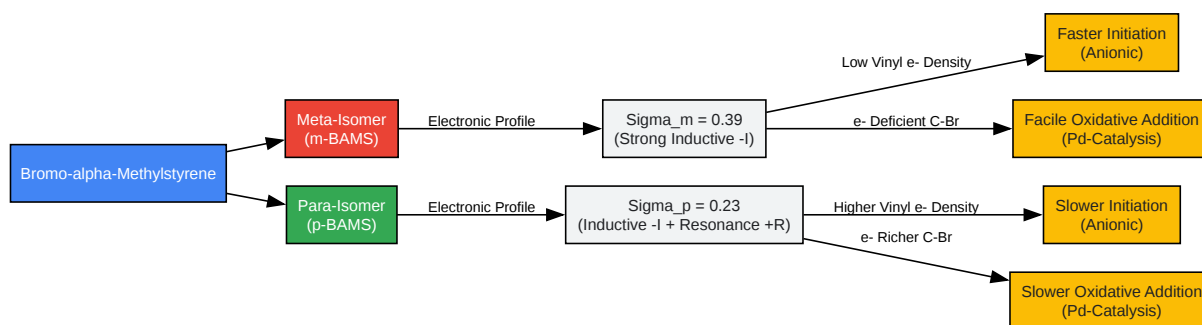 Bromo-alpha-Methylstyrene
Meta-Isomer
(m-BAMS)
Electronic Profile
Sigma_m = 0.39
(Strong Inductive -I)
Low Vinyl e- Density
Faster Initiation
(Anionic)
e- Deficient C-Br
Facile Oxidative Addition
(Pd-Catalysis)
Para-Isomer
(p-BAMS)
Electronic Profile
Sigma_p = 0.23
(Inductive -I + Resonance +R)
Higher Vinyl e- Density
Slower Initiation
(Anionic)
e- Richer C-Br
Slower Oxidative Addition
(Pd-Catalysis)